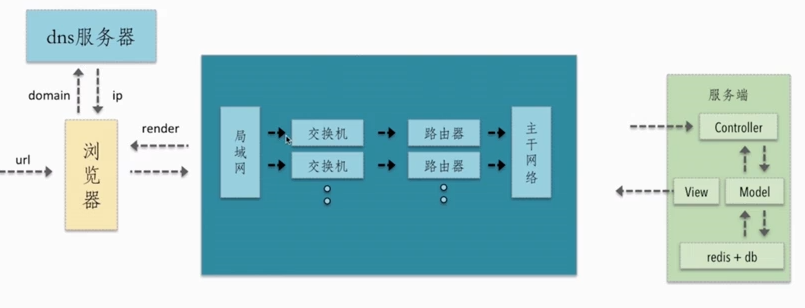 dns服务器
domain
ip
url
浏览器
render
局域网
交换机
路由器
交换机
路由器
主干网络
服务端
Controller
View
Model
redis + db